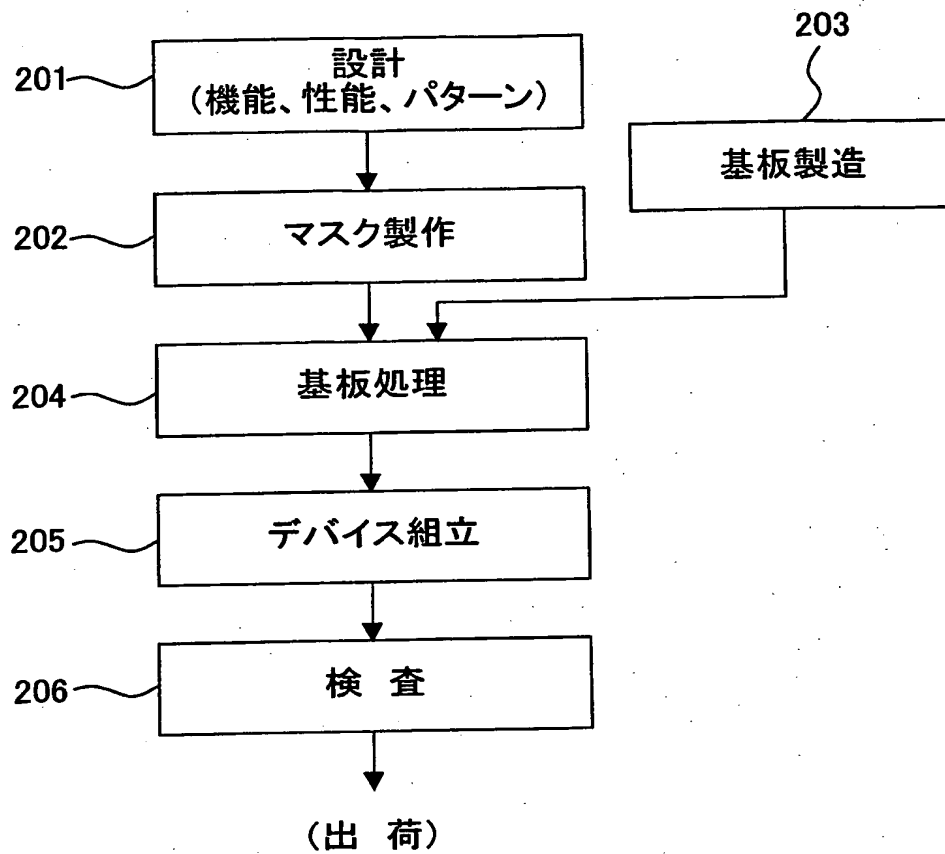 203
201
設計
(機能、性能、パターン)
基板製造
202
マスク製作
204
基板処理
205
デバイス組立
206
検 査
(出 荷)